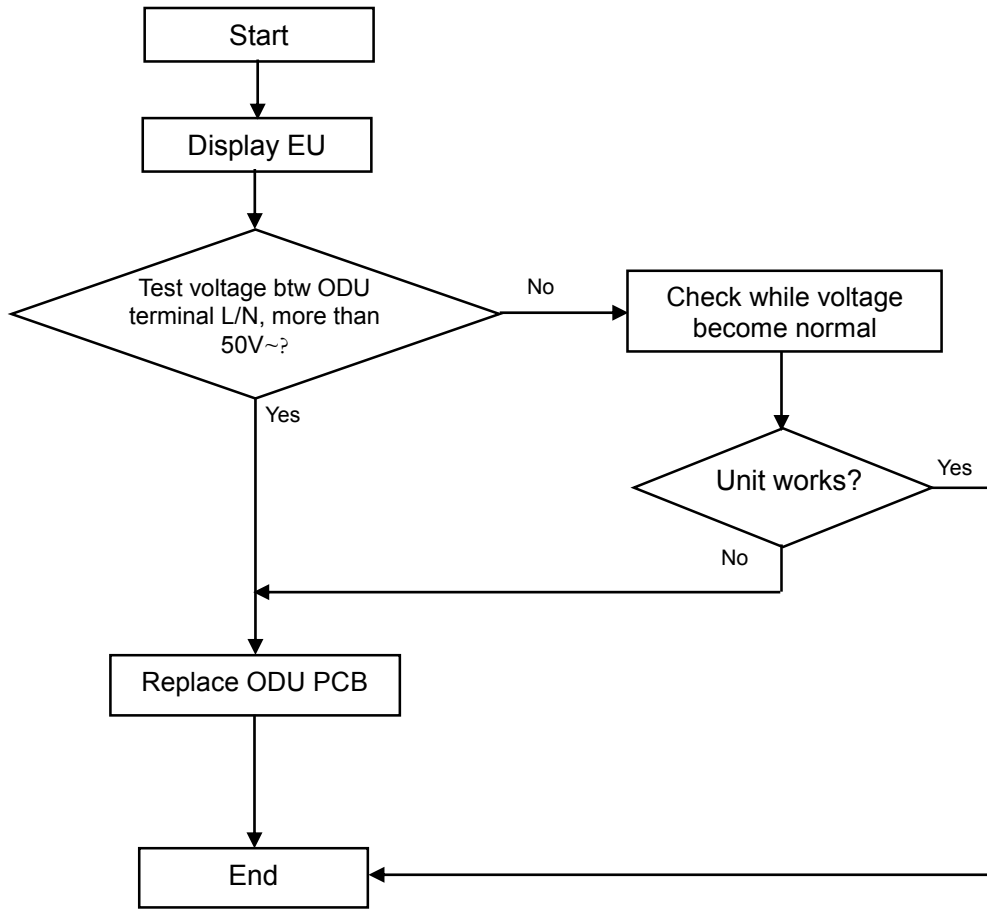 Start
Display EU
Test voltage btw ODU
terminal L/N, more than
50V~?
No
Check while voltage
become normal
Yes
Unit works?
Yes
No
Replace ODU PCB
End